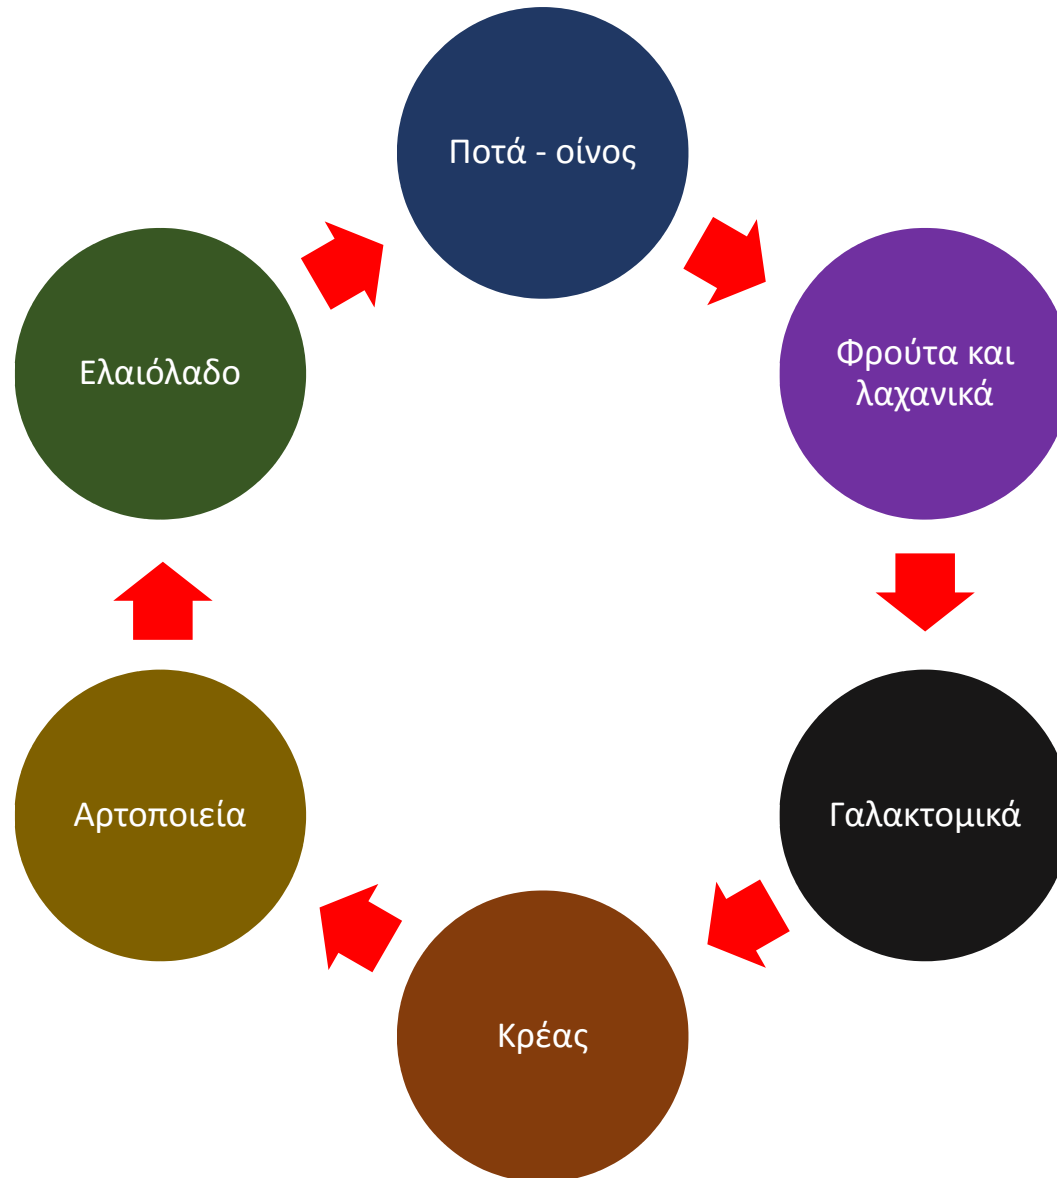 Ποτά - οίνος
Φρούτα και
λαχανικά
Γαλακτομικά
Κρέας
Αρτοποιεία
Ελαιόλαδο